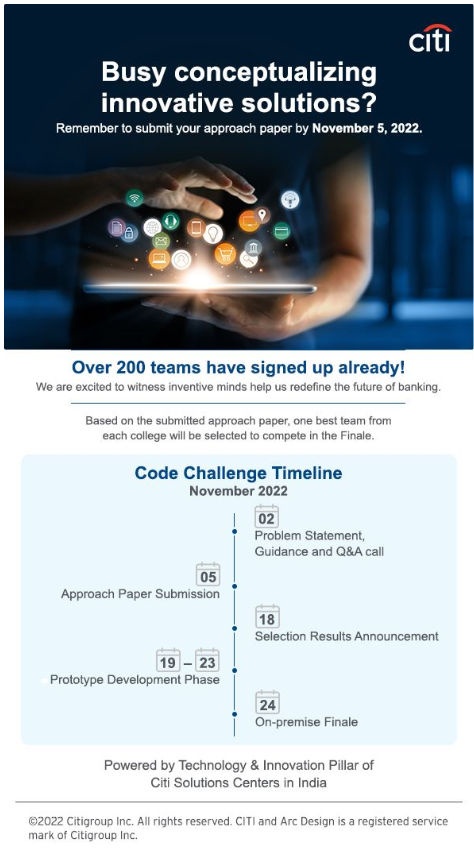 citi
Busy conceptualizing
innovative solutions?
Remember to submit your approach paper by November 5, 2022.
Over 200 teams have signed up already!
We are excited to witness inventive minds help us redefine the future of banking.
Based on the submitted approach paper, one best team from
each college will be selected to compete in the Finale.
Code Challenge Timeline
November 2022
02
Problem Statement,
Guidance and Q&A call
05
Approach Paper Submission
18
Selection Results Announcement
19 – 23
Prototype Development Phase
24
On-premise Finale
Powered by Technology & Innovation Pillar of
Citi Solutions Centers in India
©2022 Citigroup Inc. All rights reserved. CITI and Arc Design is a registered service
mark of Citigroup Inc.